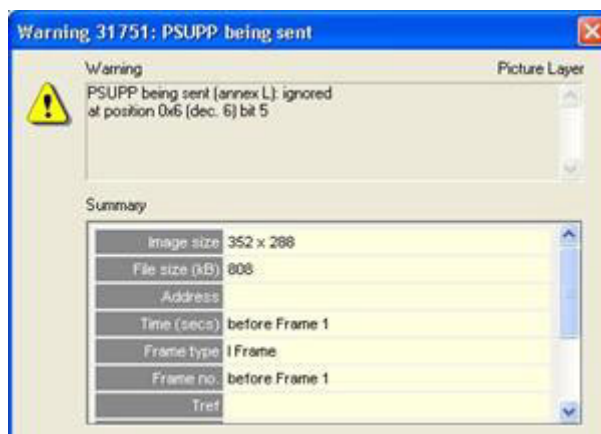 Warning 31751: PSUPP being sent
Warning Picture Layer
PSUPP being sent (annex L): ignored
at position 0x6 (dec. 6) bit 5
Summary
Image size 352 x 288
File size (kB) 808
Address
Time (secs) before Frame 1
Frame type I Frame
Frame no. before Frame 1
Tref